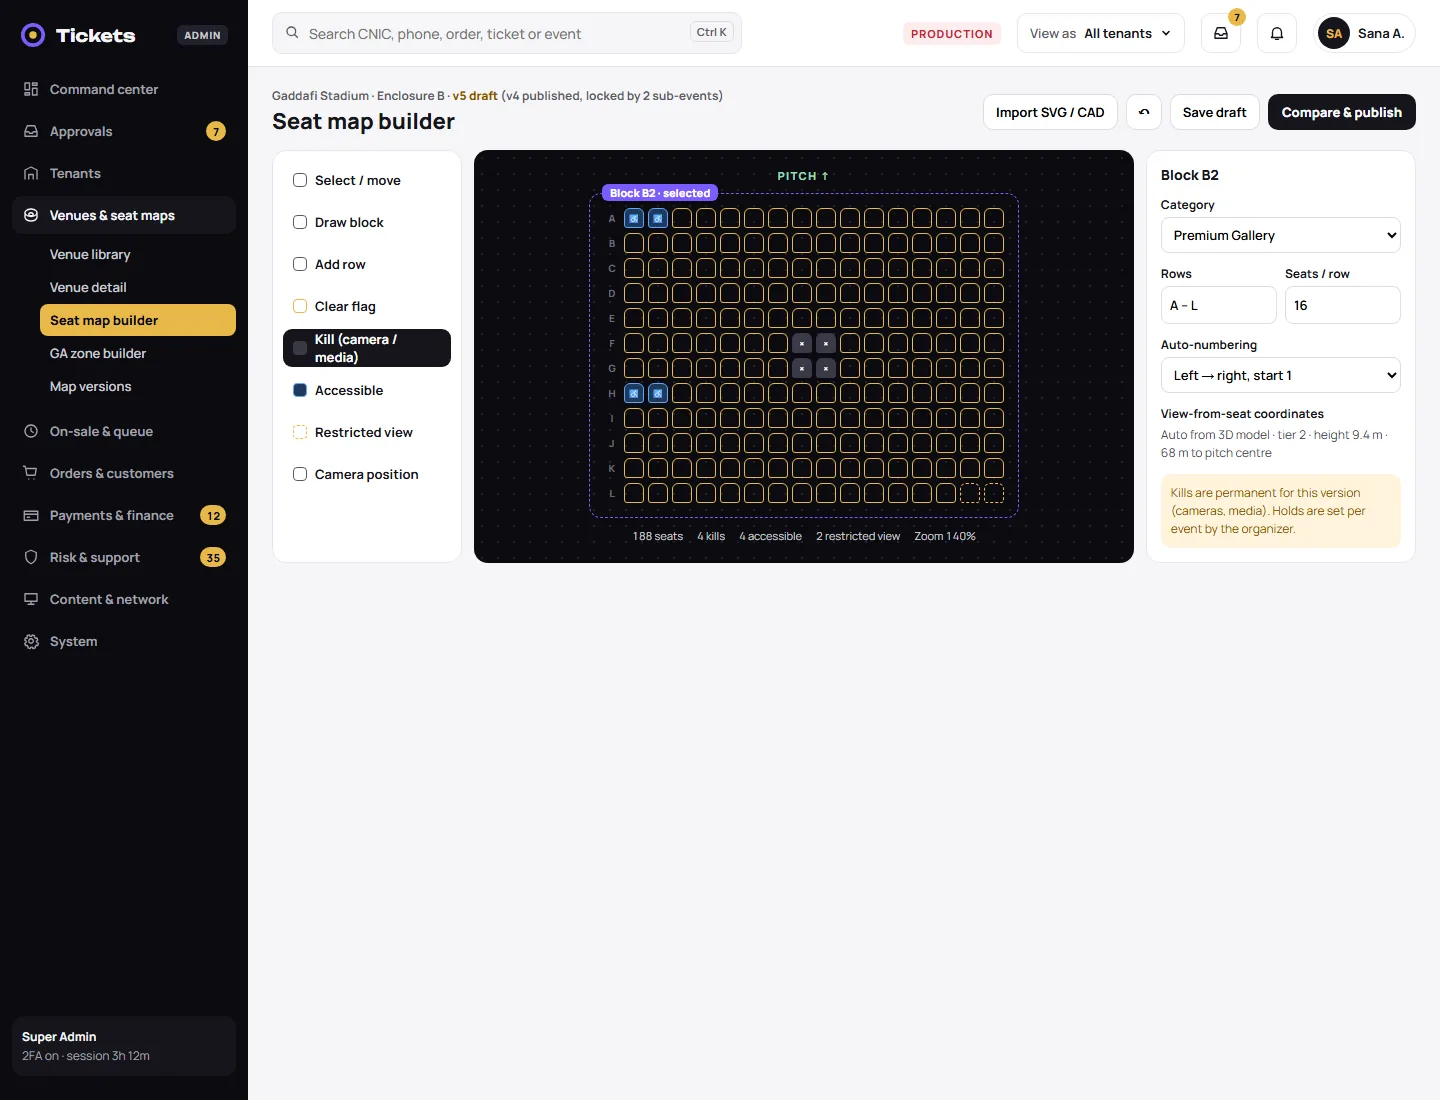 Tickets
ADMIN
Command center
Approvals
7
Tenants
Venues & seat maps
Venue library
Venue detail
Seat map builder
GA zone builder
Map versions
On-sale & queue
Orders & customers
Payments & finance
12
Risk & support
35
Content & network
System
Super Admin
2FA on · session 3h 12m
Search CNIC, phone, order, ticket or event
Ctrl K
PRODUCTION
View as All tenants
7
SA
Sana A.
Gaddafi Stadium · Enclosure B · v5 draft (v4 published, locked by 2 sub-events)
Seat map builder
Import SVG / CAD
Save draft
Compare & publish
Select / move
Draw block
Add row
Clear flag
Kill (camera /
media)
Accessible
Restricted view
Camera position
PITCH ↑
Block B2 · selected
A
B
C
D
E
F
G
H
I
J
K
L
188 seats
4 kills
4 accessible
2 restricted view
Zoom 140%
Block B2
Category
Premium Gallery
Rows
Seats / row
A – L
16
Auto-numbering
Left → right, start 1
View-from-seat coordinates
Auto from 3D model · tier 2 · height 9.4 m ·
68 m to pitch centre
Kills are permanent for this version
(cameras, media). Holds are set per
event by the organizer.